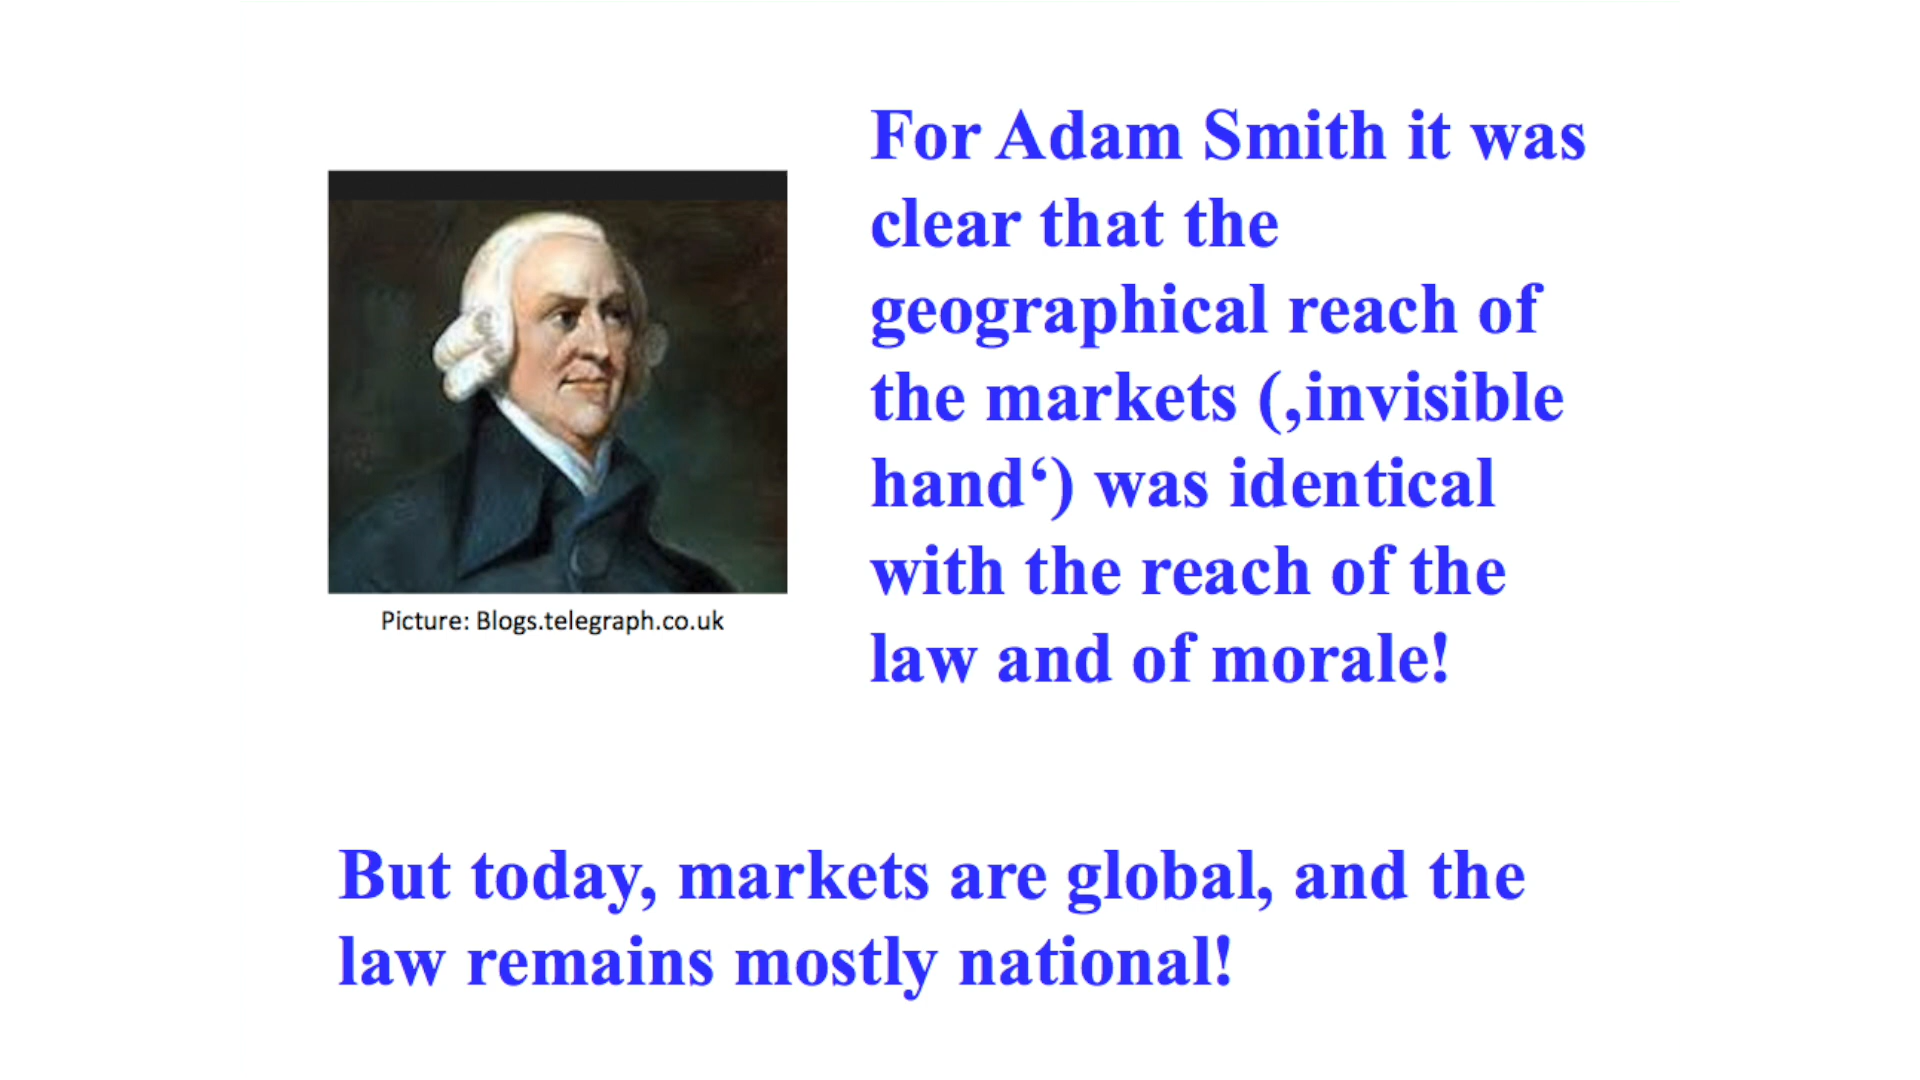 For Adam Smith it was
clear that the
geographical reach of
the markets (‚invisible
hand‘) was identical
with the reach of the
law and of morale!
Picture: Blogs.telegraph.co.uk
But today, markets are global, and the
law remains mostly national!